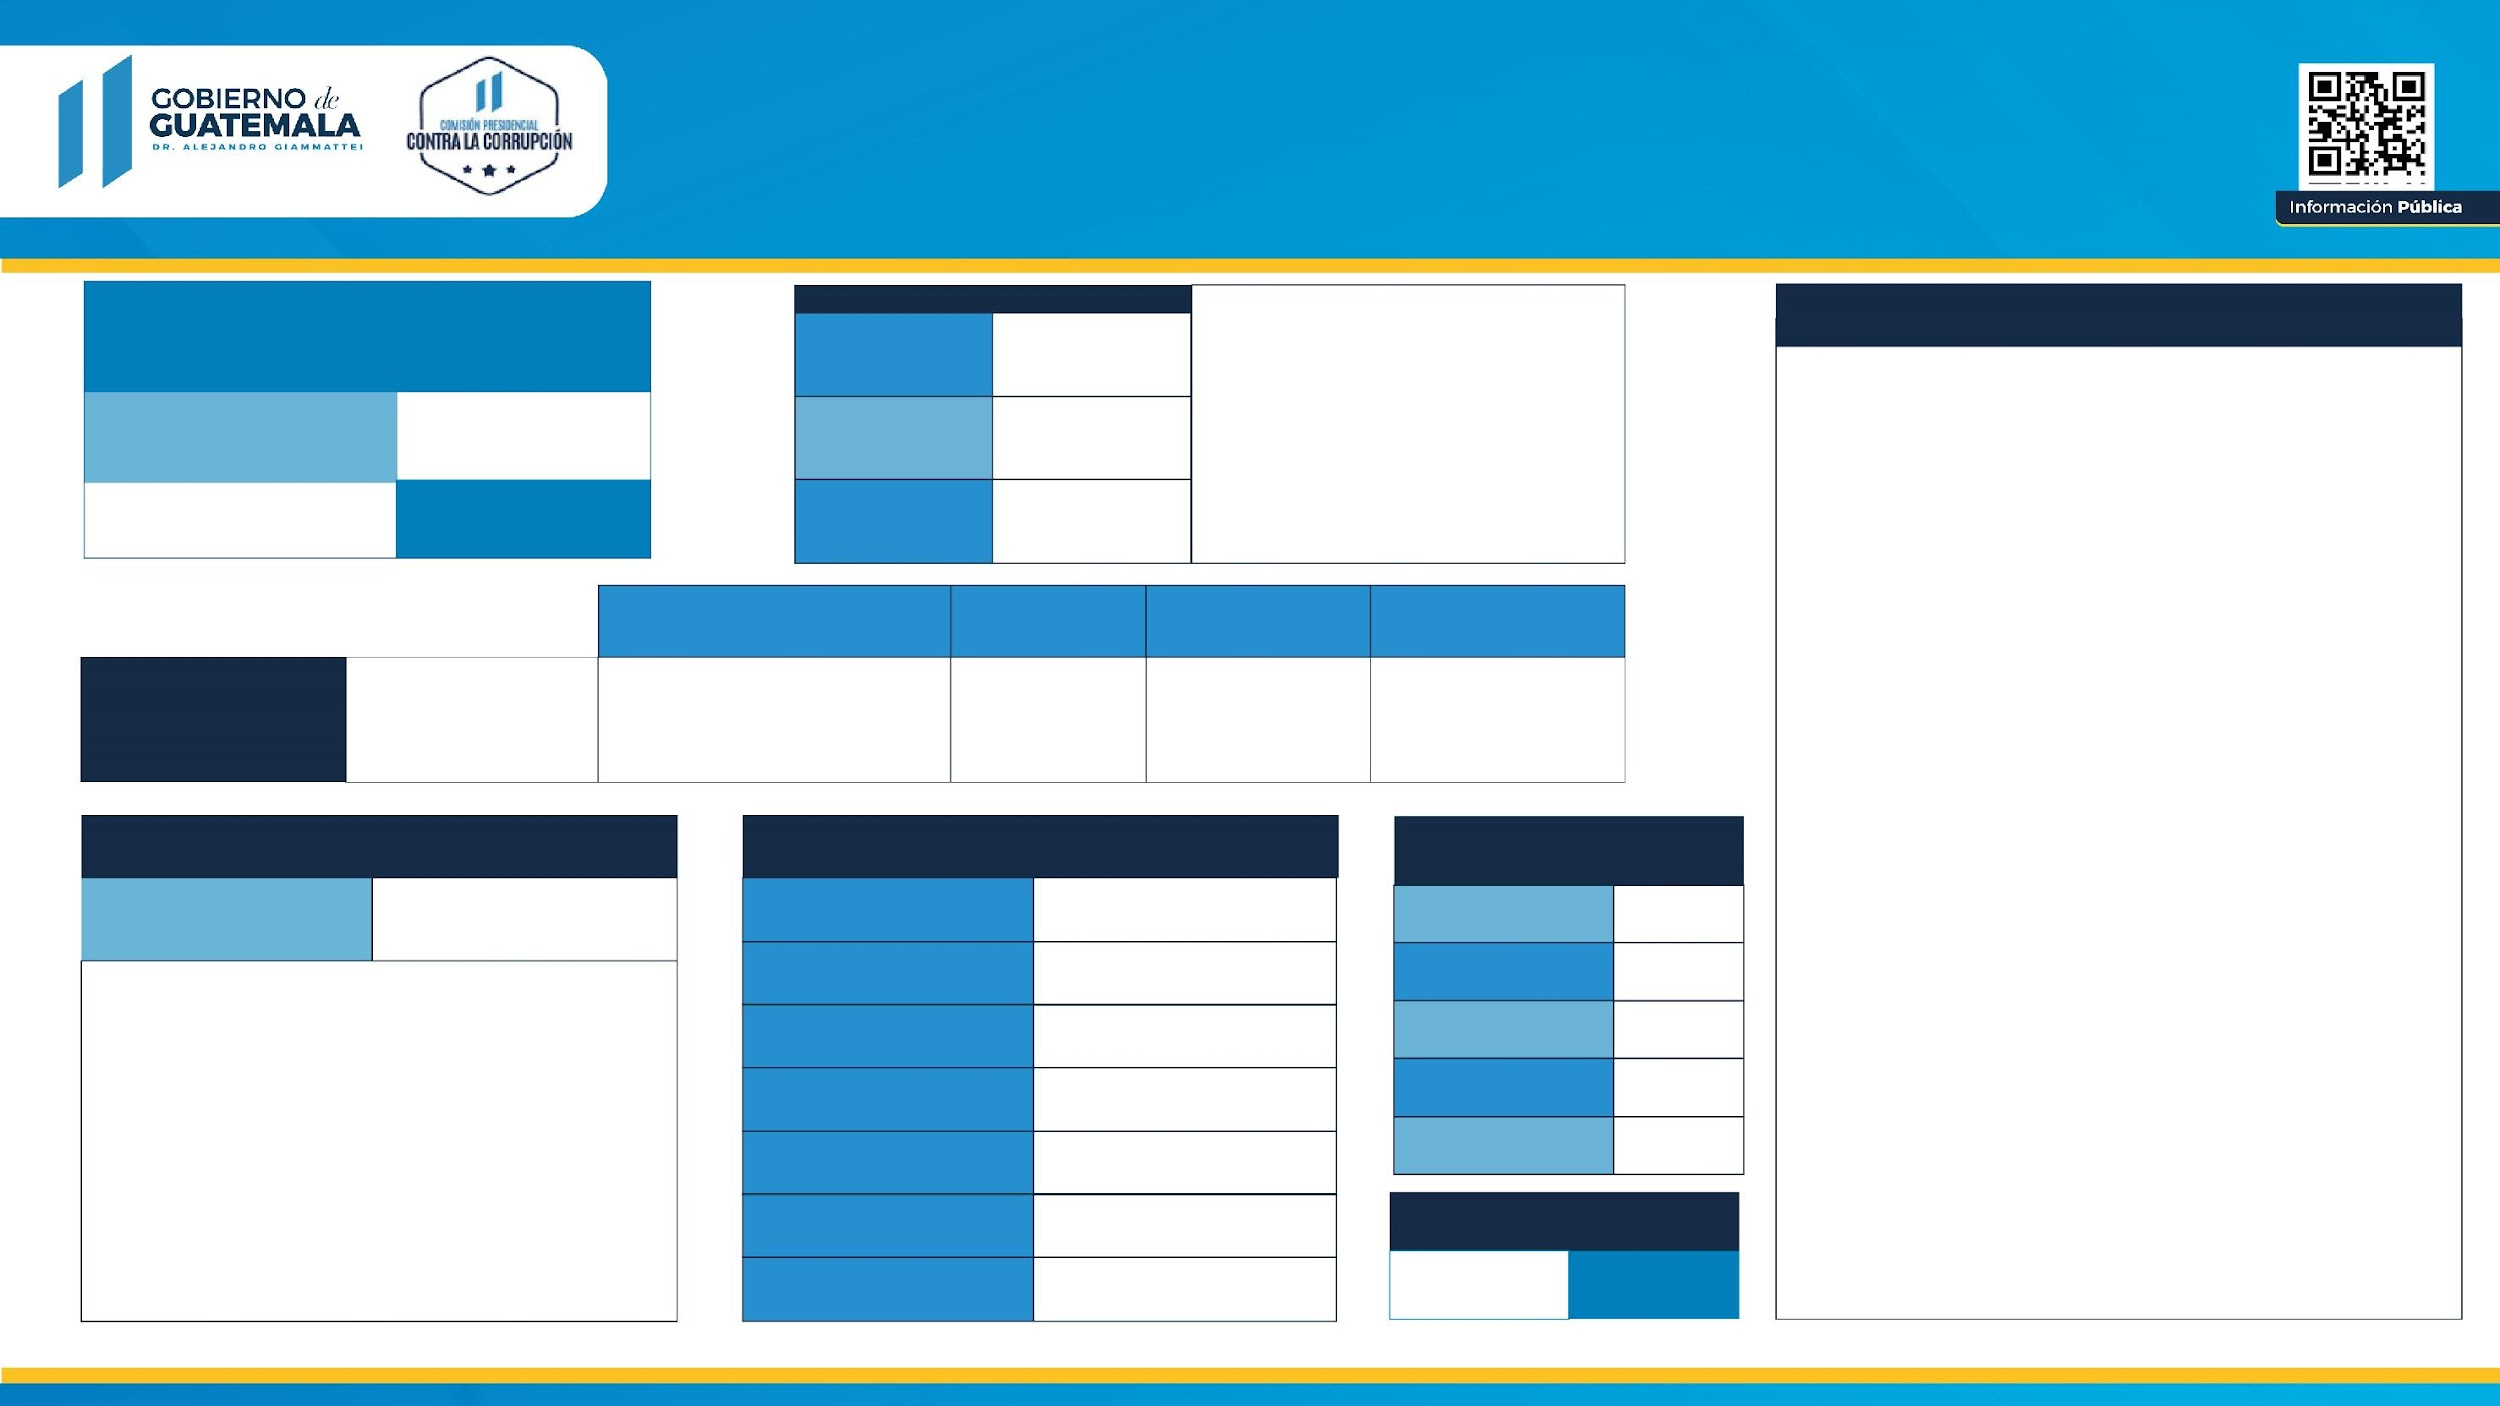 GOBIERNO de
GUATEMALA
DR. ALEJANDRO GIAMMATTEI
COMISIÓN PRESIDENCIAL
CONTRA LA CORRUPCIÓN
Información Pública